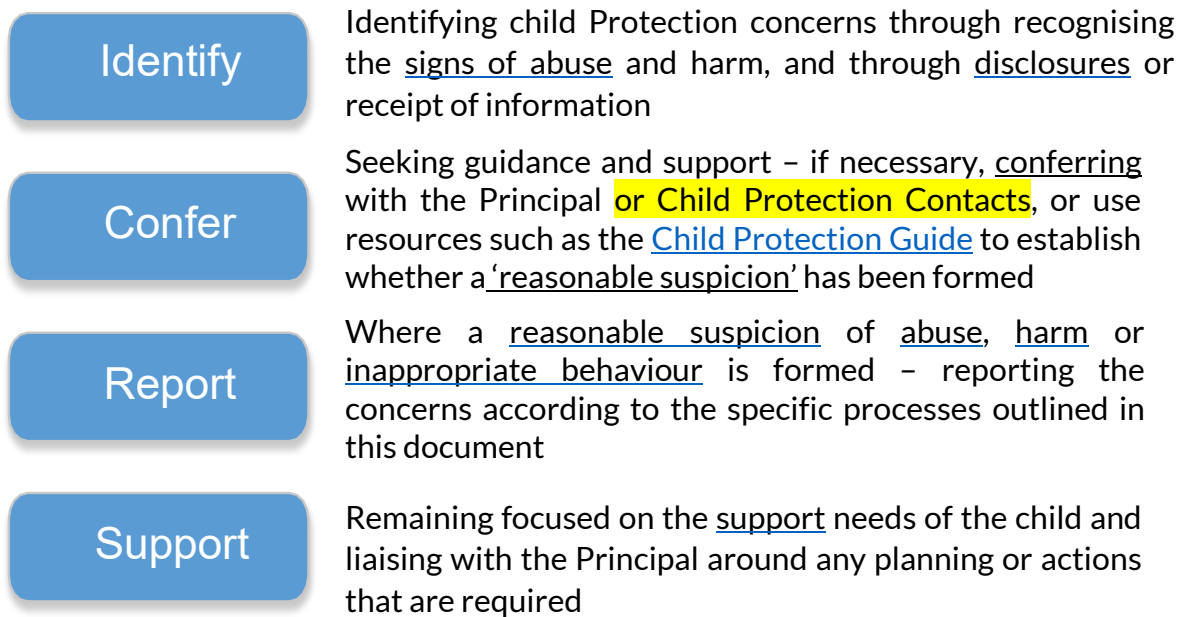 Identify
Identifying child Protection concerns through recognising
the signs of abuse and harm, and through disclosures or
receipt of information
Confer
Seeking guidance and support – if necessary, conferring
with the Principal or Child Protection Contacts, or use
resources such as the Child Protection Guide to establish
whether a ‘reasonable suspicion’ has been formed
Report
Where a reasonable suspicion of abuse, harm or
inappropriate behaviour is formed – reporting the
concerns according to the specific processes outlined in
this document
Support
Remaining focused on the support needs of the child and
liaising with the Principal around any planning or actions
that are required